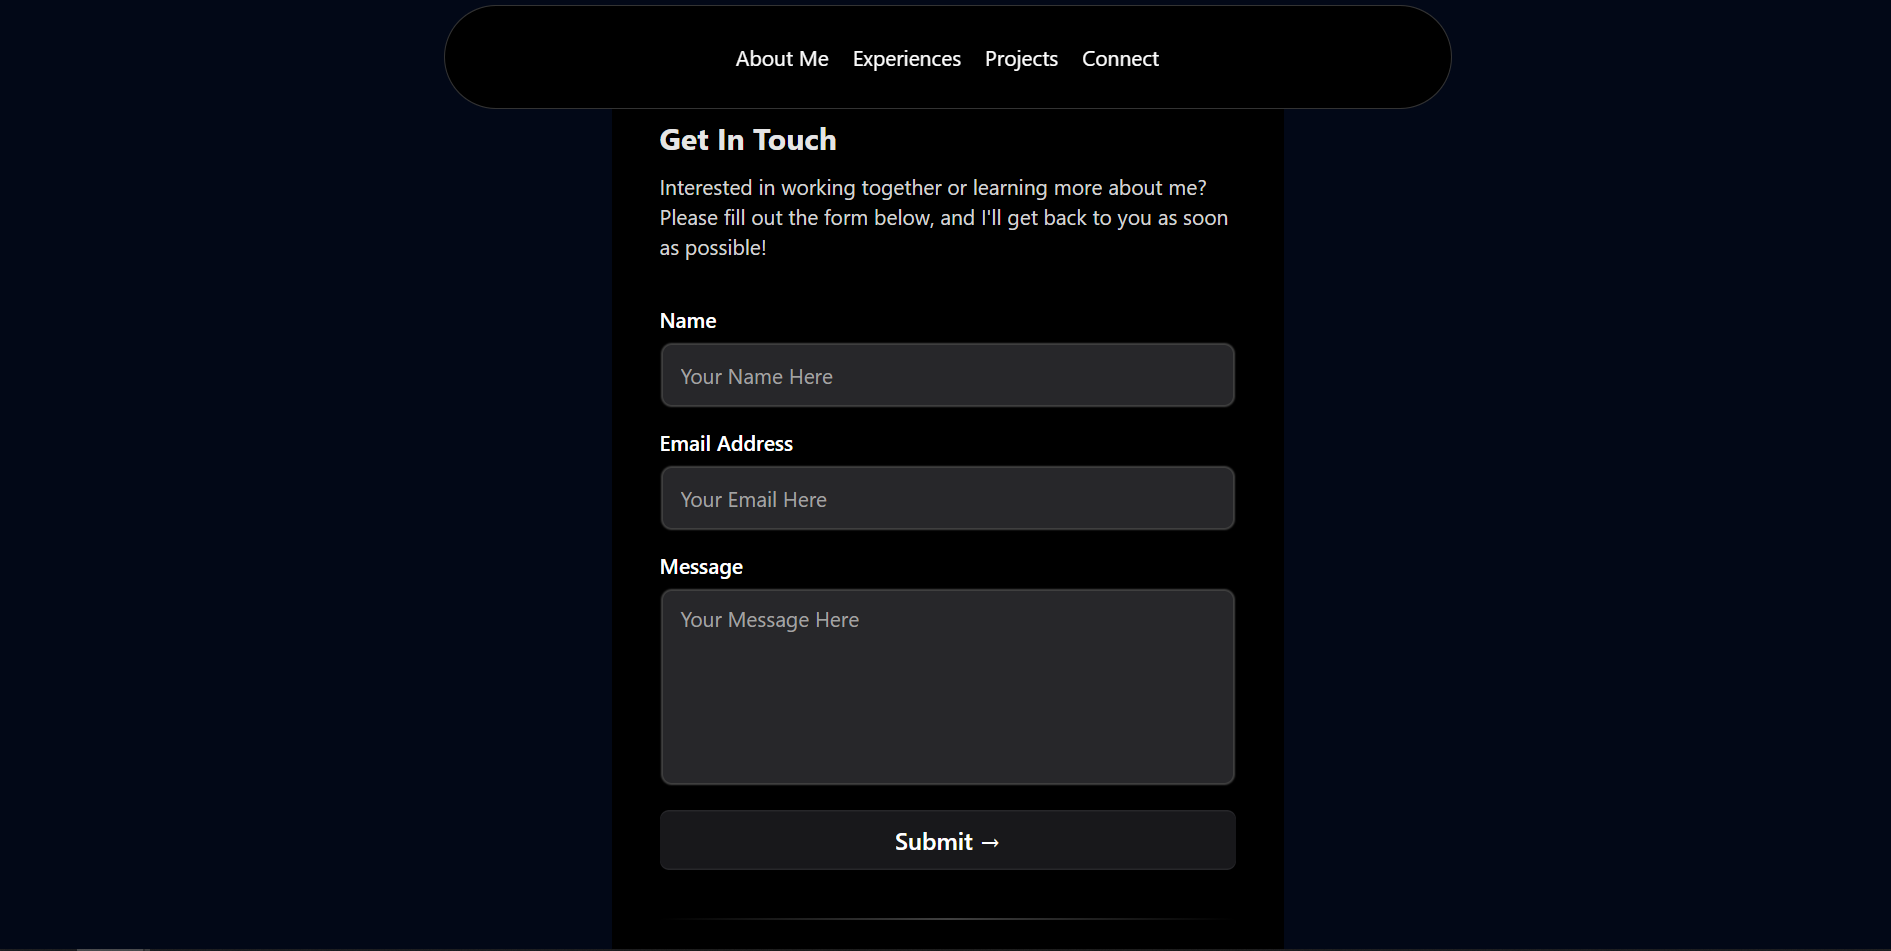 About Me Experiences Projects Connect
Get In Touch
Interested in working together or learning more about me?
Please fill out the form below, and I'll get back to you as soon
as possible!
Name
Your Name Here
Email Address
Your Email Here
Message
Your Message Here
Submit →